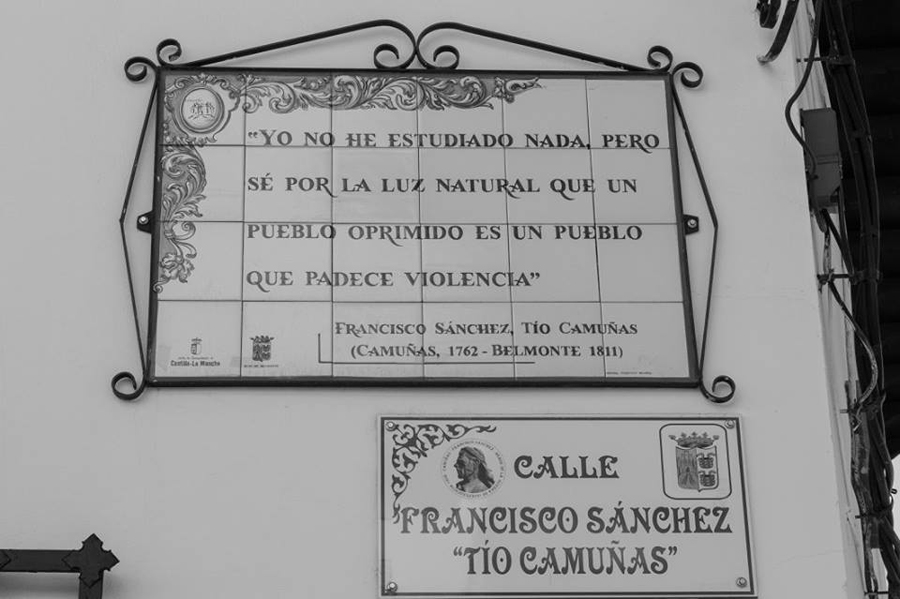 “YO NO HE ESTUDIADO NADA, PERO
SÉ POR LA LUZ NATURAL QUE UN
PUEBLO OPRIMIDO ES UN PUEBLO
QUE PADECE VIOLENCIA”
FRANCISCO SÁNCHEZ, TÍO CAMUÑAS
(CAMUÑAS, 1762 - BELMONTE 1811)
Castilla-La Mancha
CALLE
FRANCISCO SÁNCHEZ
“TÍO CAMUÑAS”